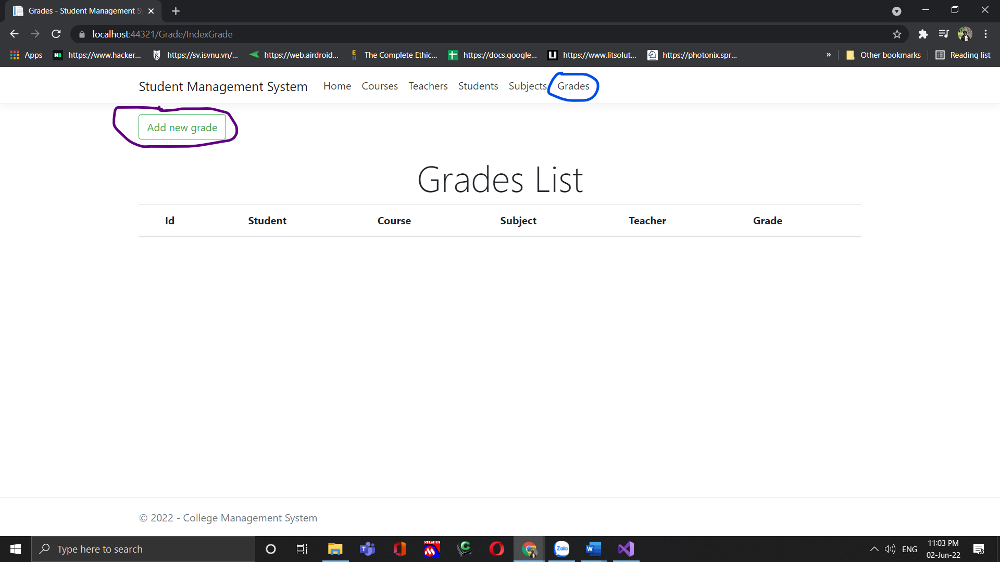 Grades - Student Management S
localhost:44321/Grade/IndexGrade
Apps https://www.hacker... https://sv.isvnu.vn/... https://web.airdroid... The Complete Ethic... https://docs.google... https://www.litsolut... https://photonix.spr... » Other bookmarks Reading list
Student Management System Home Courses Teachers Students Subjects Grades
Add new grade
Grades List
Id Student Course Subject Teacher Grade
© 2022 - College Management System
Type here to search Zalo ENG 11:03 PM
02-Jun-22